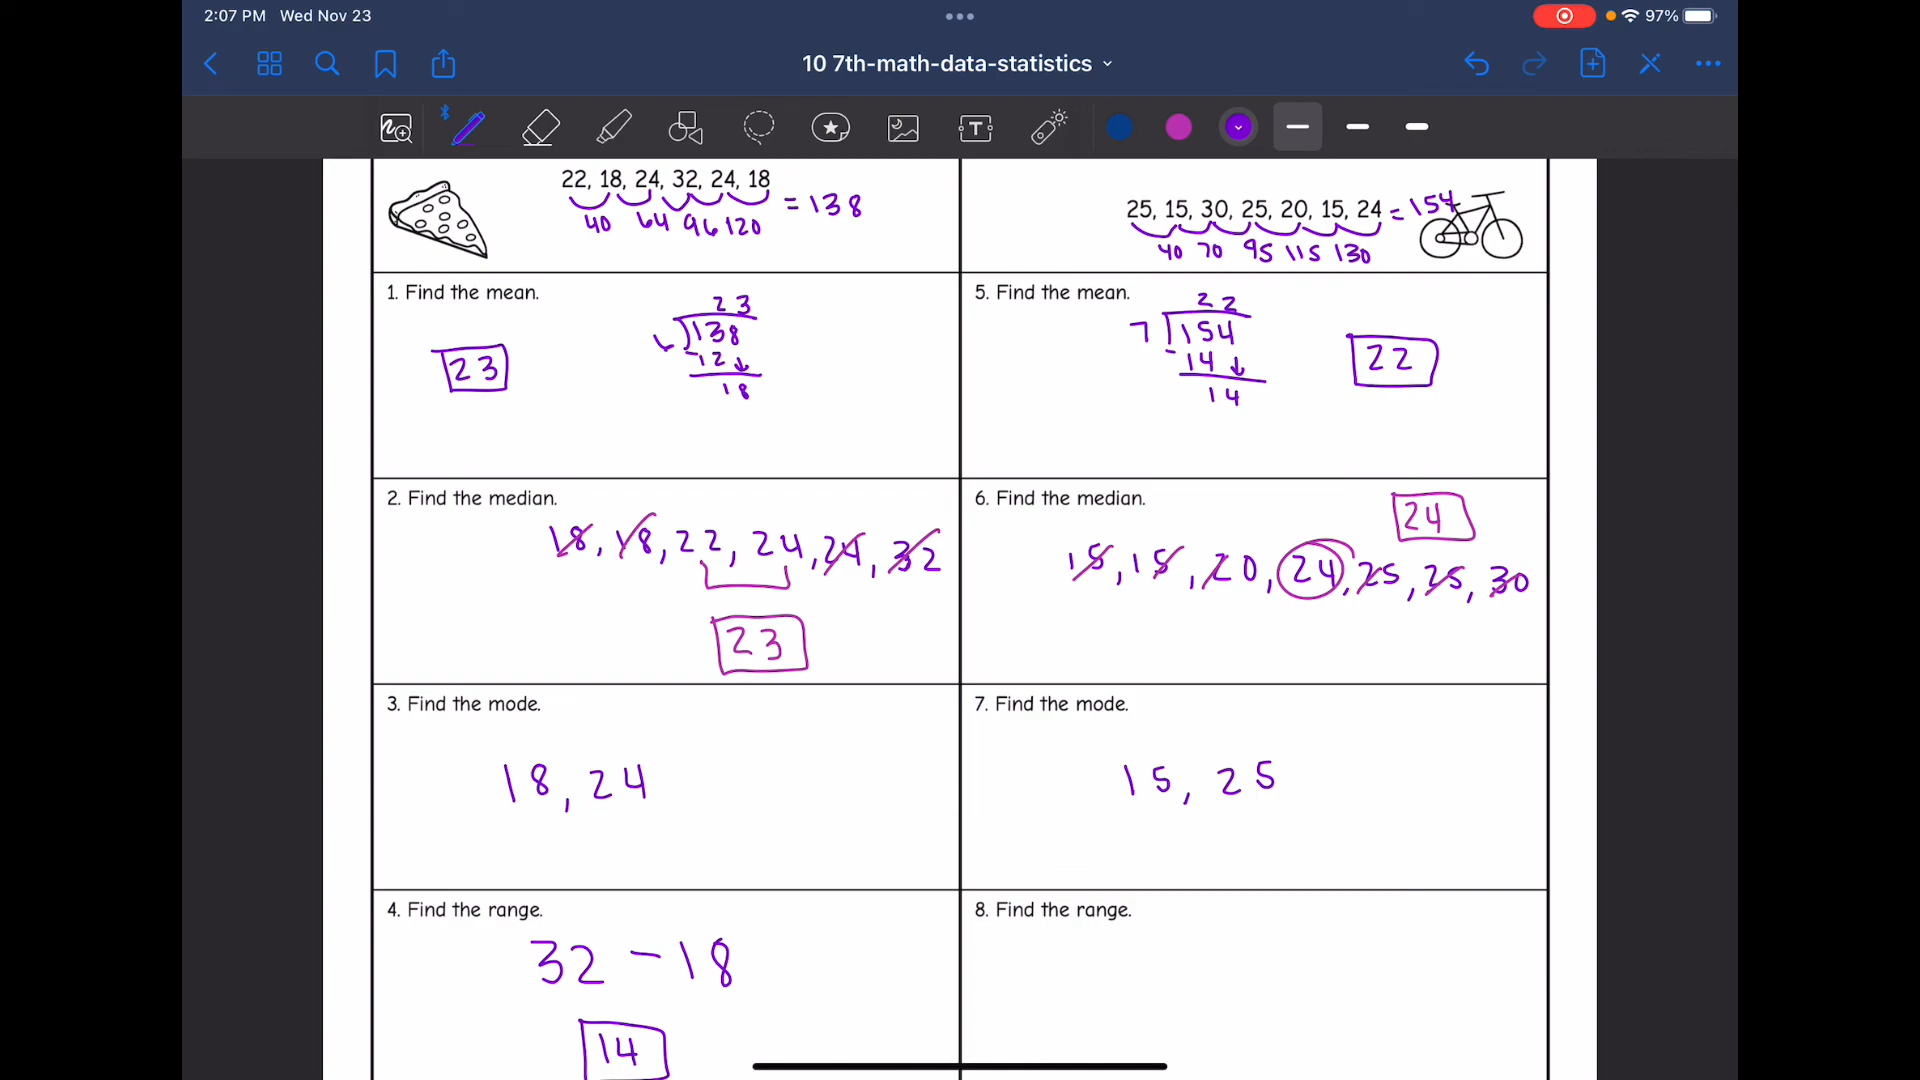 2:07 PM Wed Nov 23
97%
10 7th-math-data-statistics
T
22, 18, 24, 32, 24, 18
= 138
40 64 96 120
25, 15, 30, 25, 20, 15, 24
= 154
40 70 95 115 130
1. Find the mean.
23
23
6 138
-12
18
5. Find the mean.
22
7 154
-14
14
22
2. Find the median.
18, 18, 22, 24, 24, 32
23
6. Find the median.
24
15, 15, 20, 24, 25, 25, 30
3. Find the mode.
18, 24
7. Find the mode.
15, 25
4. Find the range.
32 - 18
14
8. Find the range.